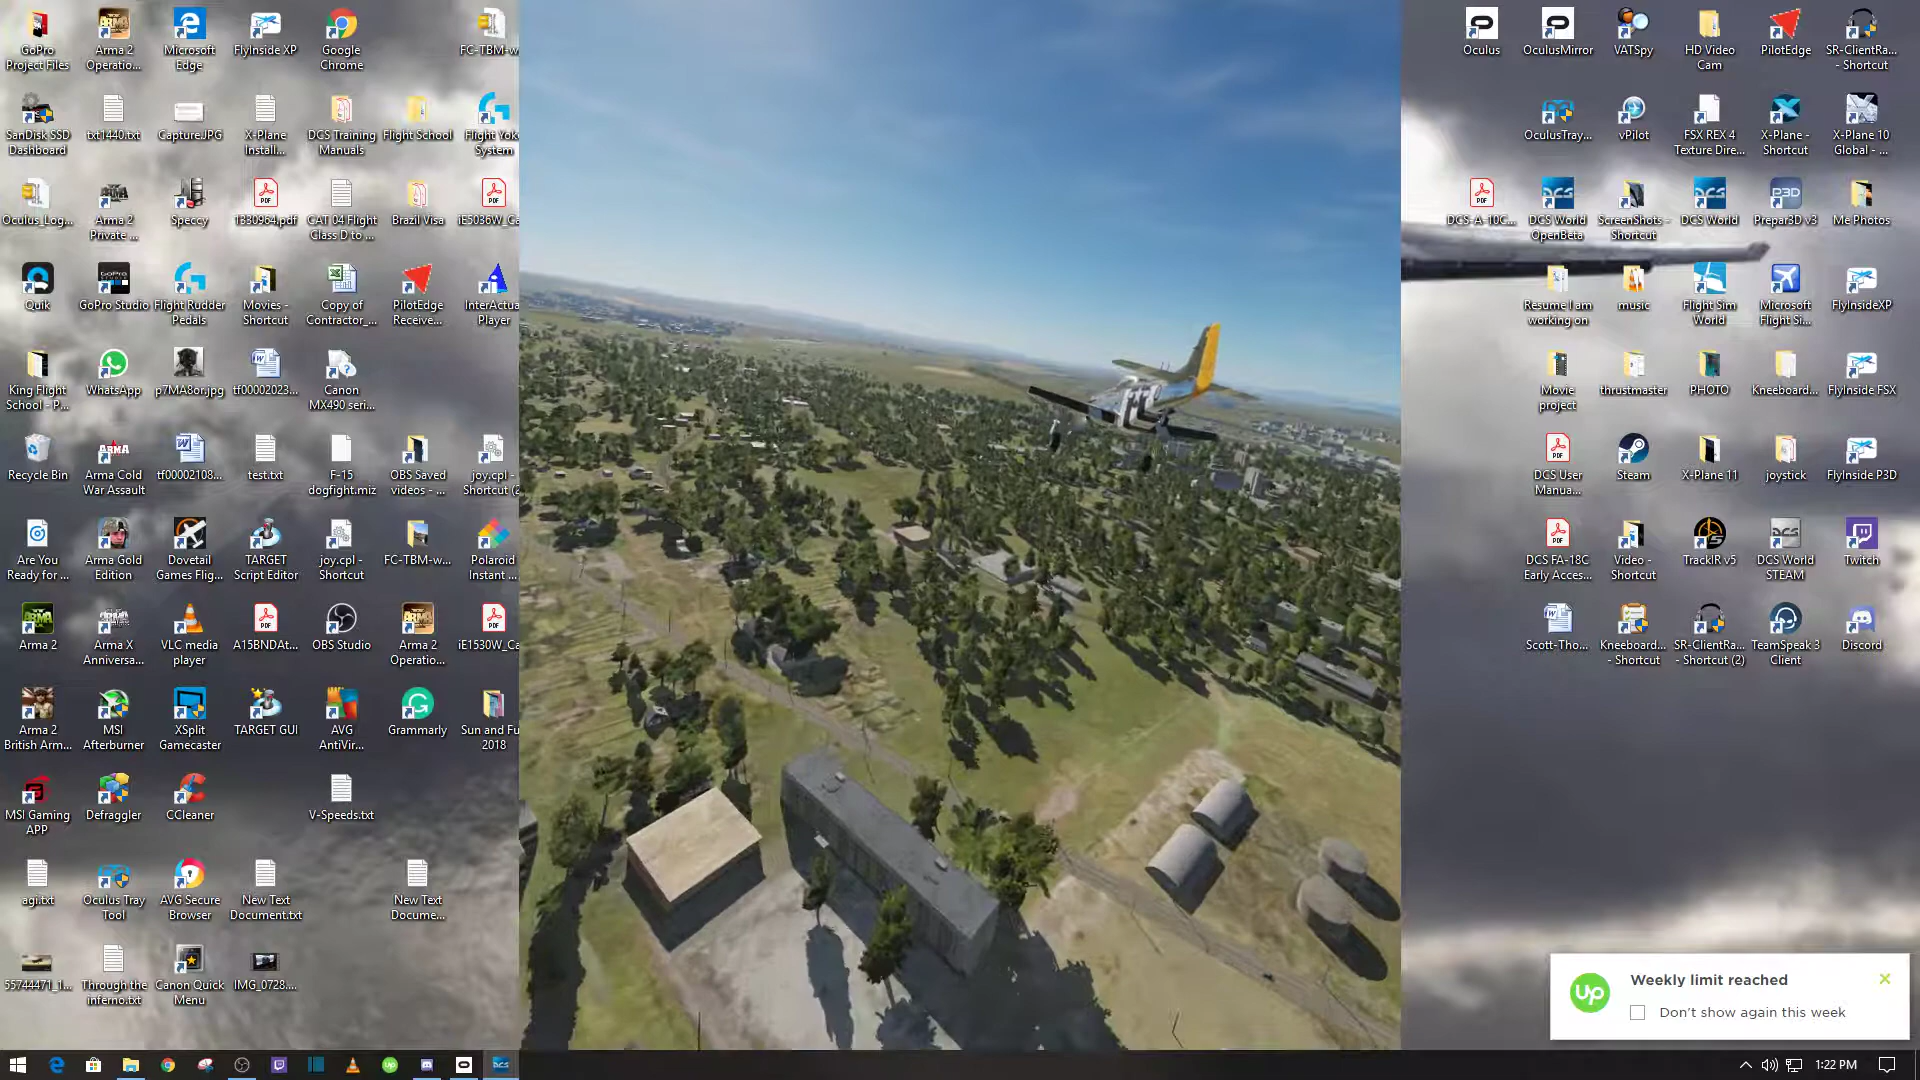 GoPro
Project Files
Arma 2
Operatio...
Microsoft
Edge
FlyInside XP
Google
Chrome
FC-TBM-w
SanDisk SSD
Dashboard
txt1440.txt
Capture.JPG
X-Plane
Install...
DCS Training
Manuals
Flight School
Flight Yok
System
Oculus_Log...
Arma 2
Private ...
Speccy
1330964.pdf
CAT 04 Flight
Class D to ...
Brazil Visa
iE5036W_Ca
Quik
GoPro Studio
Flight Rudder
Pedals
Movies -
Shortcut
Copy of
Contractor_...
PilotEdge
Receive...
InterActua
Player
King Flight
School - P...
WhatsApp
p7MA8or.jpg
tf00002023...
Canon
MX490 seri...
Recycle Bin
Arma Cold
War Assault
tf00002108...
test.txt
F-15
dogfight.miz
OBS Saved
videos - ...
joy.cpl -
Shortcut (2
Are You
Ready for ...
Arma Gold
Edition
Dovetail
Games Flig...
TARGET
Script Editor
joy.cpl -
Shortcut
FC-TBM-w...
Polaroid
Instant ...
Arma 2
Arma X
Anniversa...
VLC media
player
A15BNDAt...
OBS Studio
Arma 2
Operatio...
iE1530W_Ca
Arma 2
British Arm...
MSI
Afterburner
XSplit
Gamecaster
TARGET GUI
AVG
AntiVir...
Grammarly
Sun and Fu
2018
MSI Gaming
APP
Defraggler
CCleaner
V-Speeds.txt
agi.txt
Oculus Tray
Tool
AVG Secure
Browser
New Text
Document.txt
New Text
Docume...
55744471_1...
Through the
inferno.txt
Canon Quick
Menu
IMG_0728....
Oculus
OculusMirror
VATSpy
HD Video
Cam
PilotEdge
SR-ClientRa...
- Shortcut
OculusTray...
vPilot
FSX REX 4
Texture Dire...
X-Plane -
Shortcut
X-Plane 10
Global - ...
DCS-A-10C...
DCS World
OpenBeta
ScreenShots -
Shortcut
DCS World
Prepar3D v3
Me Photos
Resume I am
working on
music
Flight Sim
World
Microsoft
Flight Si...
FlyInsideXP
Movie
project
thrustmaster
PHOTO
Kneeboard...
FlyInside FSX
DCS User
Manua...
Steam
X-Plane 11
joystick
FlyInside P3D
DCS FA-18C
Early Acces...
Video -
Shortcut
TrackIR v5
DCS World
STEAM
Twitch
Scott-Tho...
Kneeboard...
- Shortcut
SR-ClientRa...
- Shortcut (2)
TeamSpeak 3
Client
Discord
Up
Weekly limit reached
Don't show again this week
1:22 PM